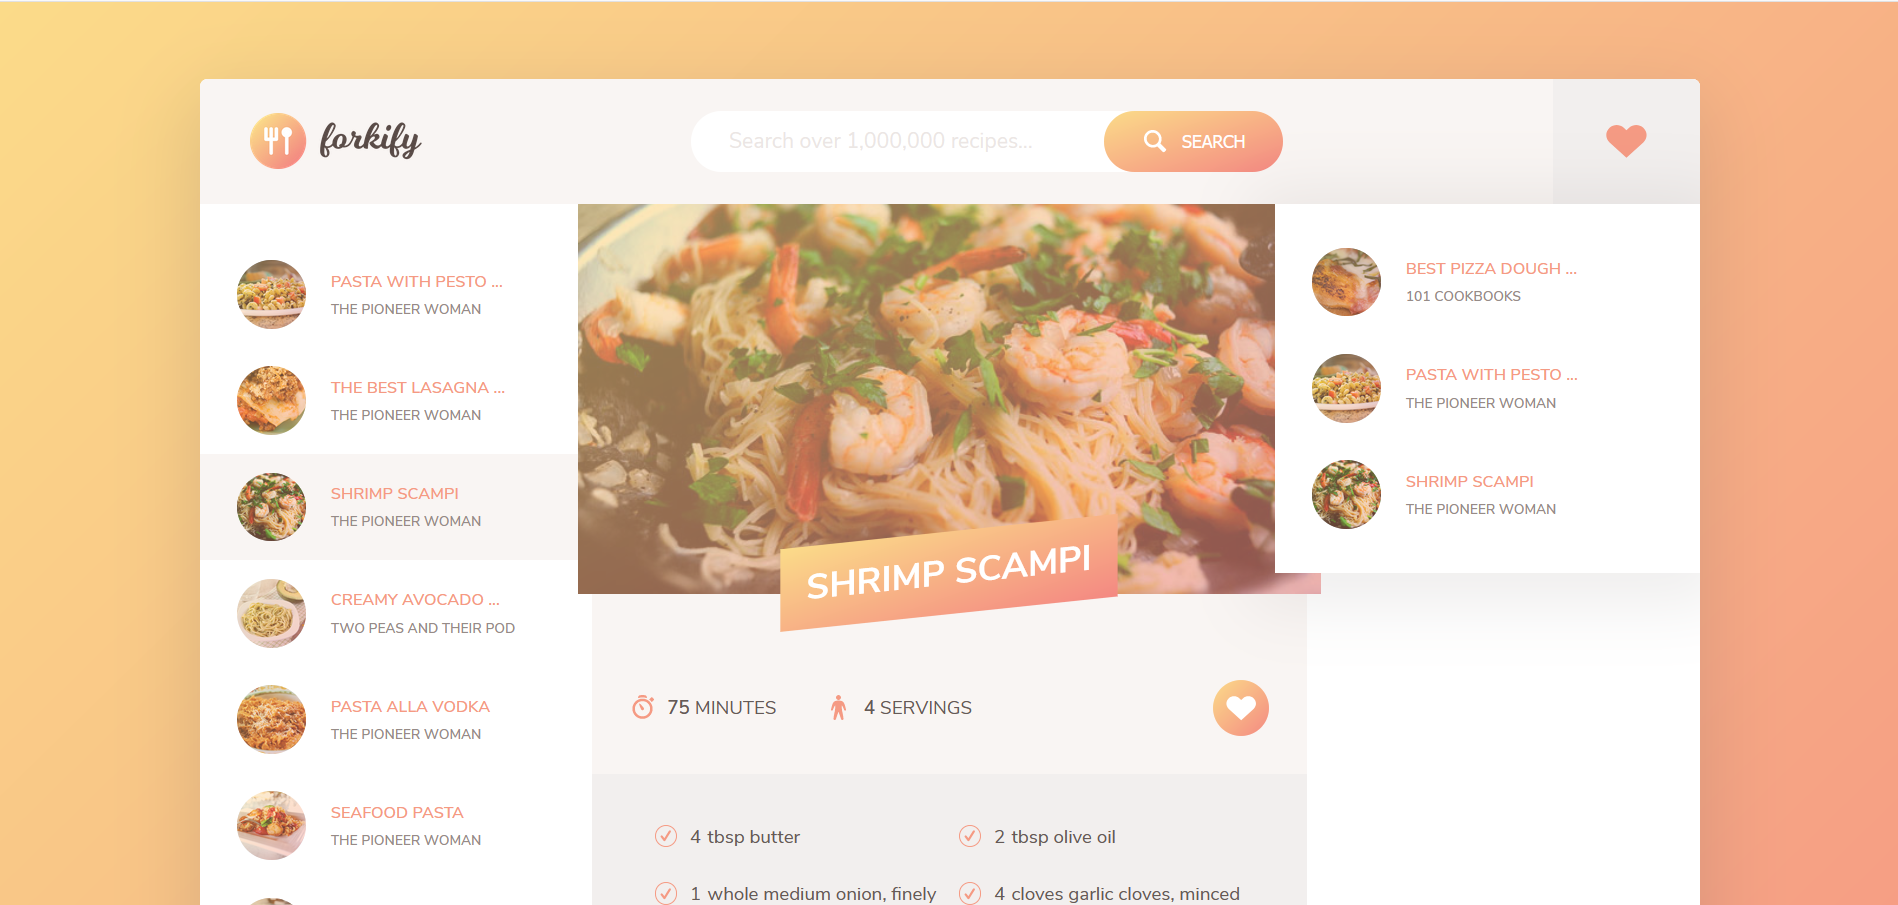 forkify
Search over 1,000,000 recipes...
SEARCH
PASTA WITH PESTO ...
THE PIONEER WOMAN
THE BEST LASAGNA ...
THE PIONEER WOMAN
SHRIMP SCAMPI
THE PIONEER WOMAN
CREAMY AVOCADO ...
TWO PEAS AND THEIR POD
PASTA ALLA VODKA
THE PIONEER WOMAN
SEAFOOD PASTA
THE PIONEER WOMAN
SHRIMP SCAMPI
75 MINUTES
4 SERVINGS
4 tbsp butter
2 tbsp olive oil
1 whole medium onion, finely
4 cloves garlic cloves, minced
BEST PIZZA DOUGH ...
101 COOKBOOKS
PASTA WITH PESTO ...
THE PIONEER WOMAN
SHRIMP SCAMPI
THE PIONEER WOMAN